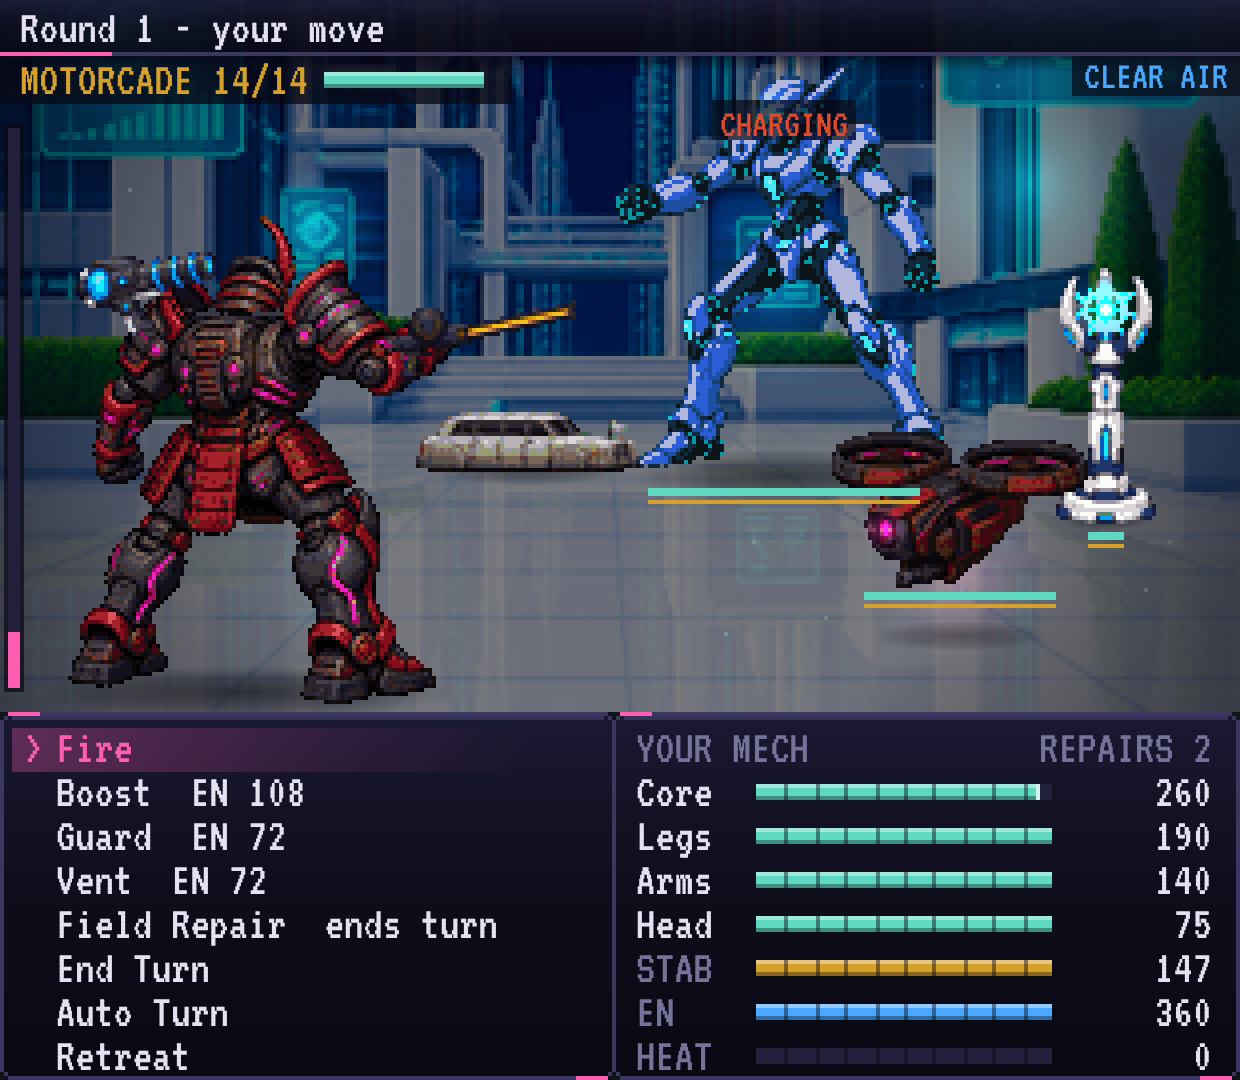 Round 1 - your move
MOTORCADE 14/14
CLEAR AIR
CHARGING
> Fire
Boost EN 108
Guard EN 72
Vent EN 72
Field Repair ends turn
End Turn
Auto Turn
Retreat
YOUR MECH REPAIRS 2
Core 260
Legs 190
Arms 140
Head 75
STAB 147
EN 360
HEAT 0